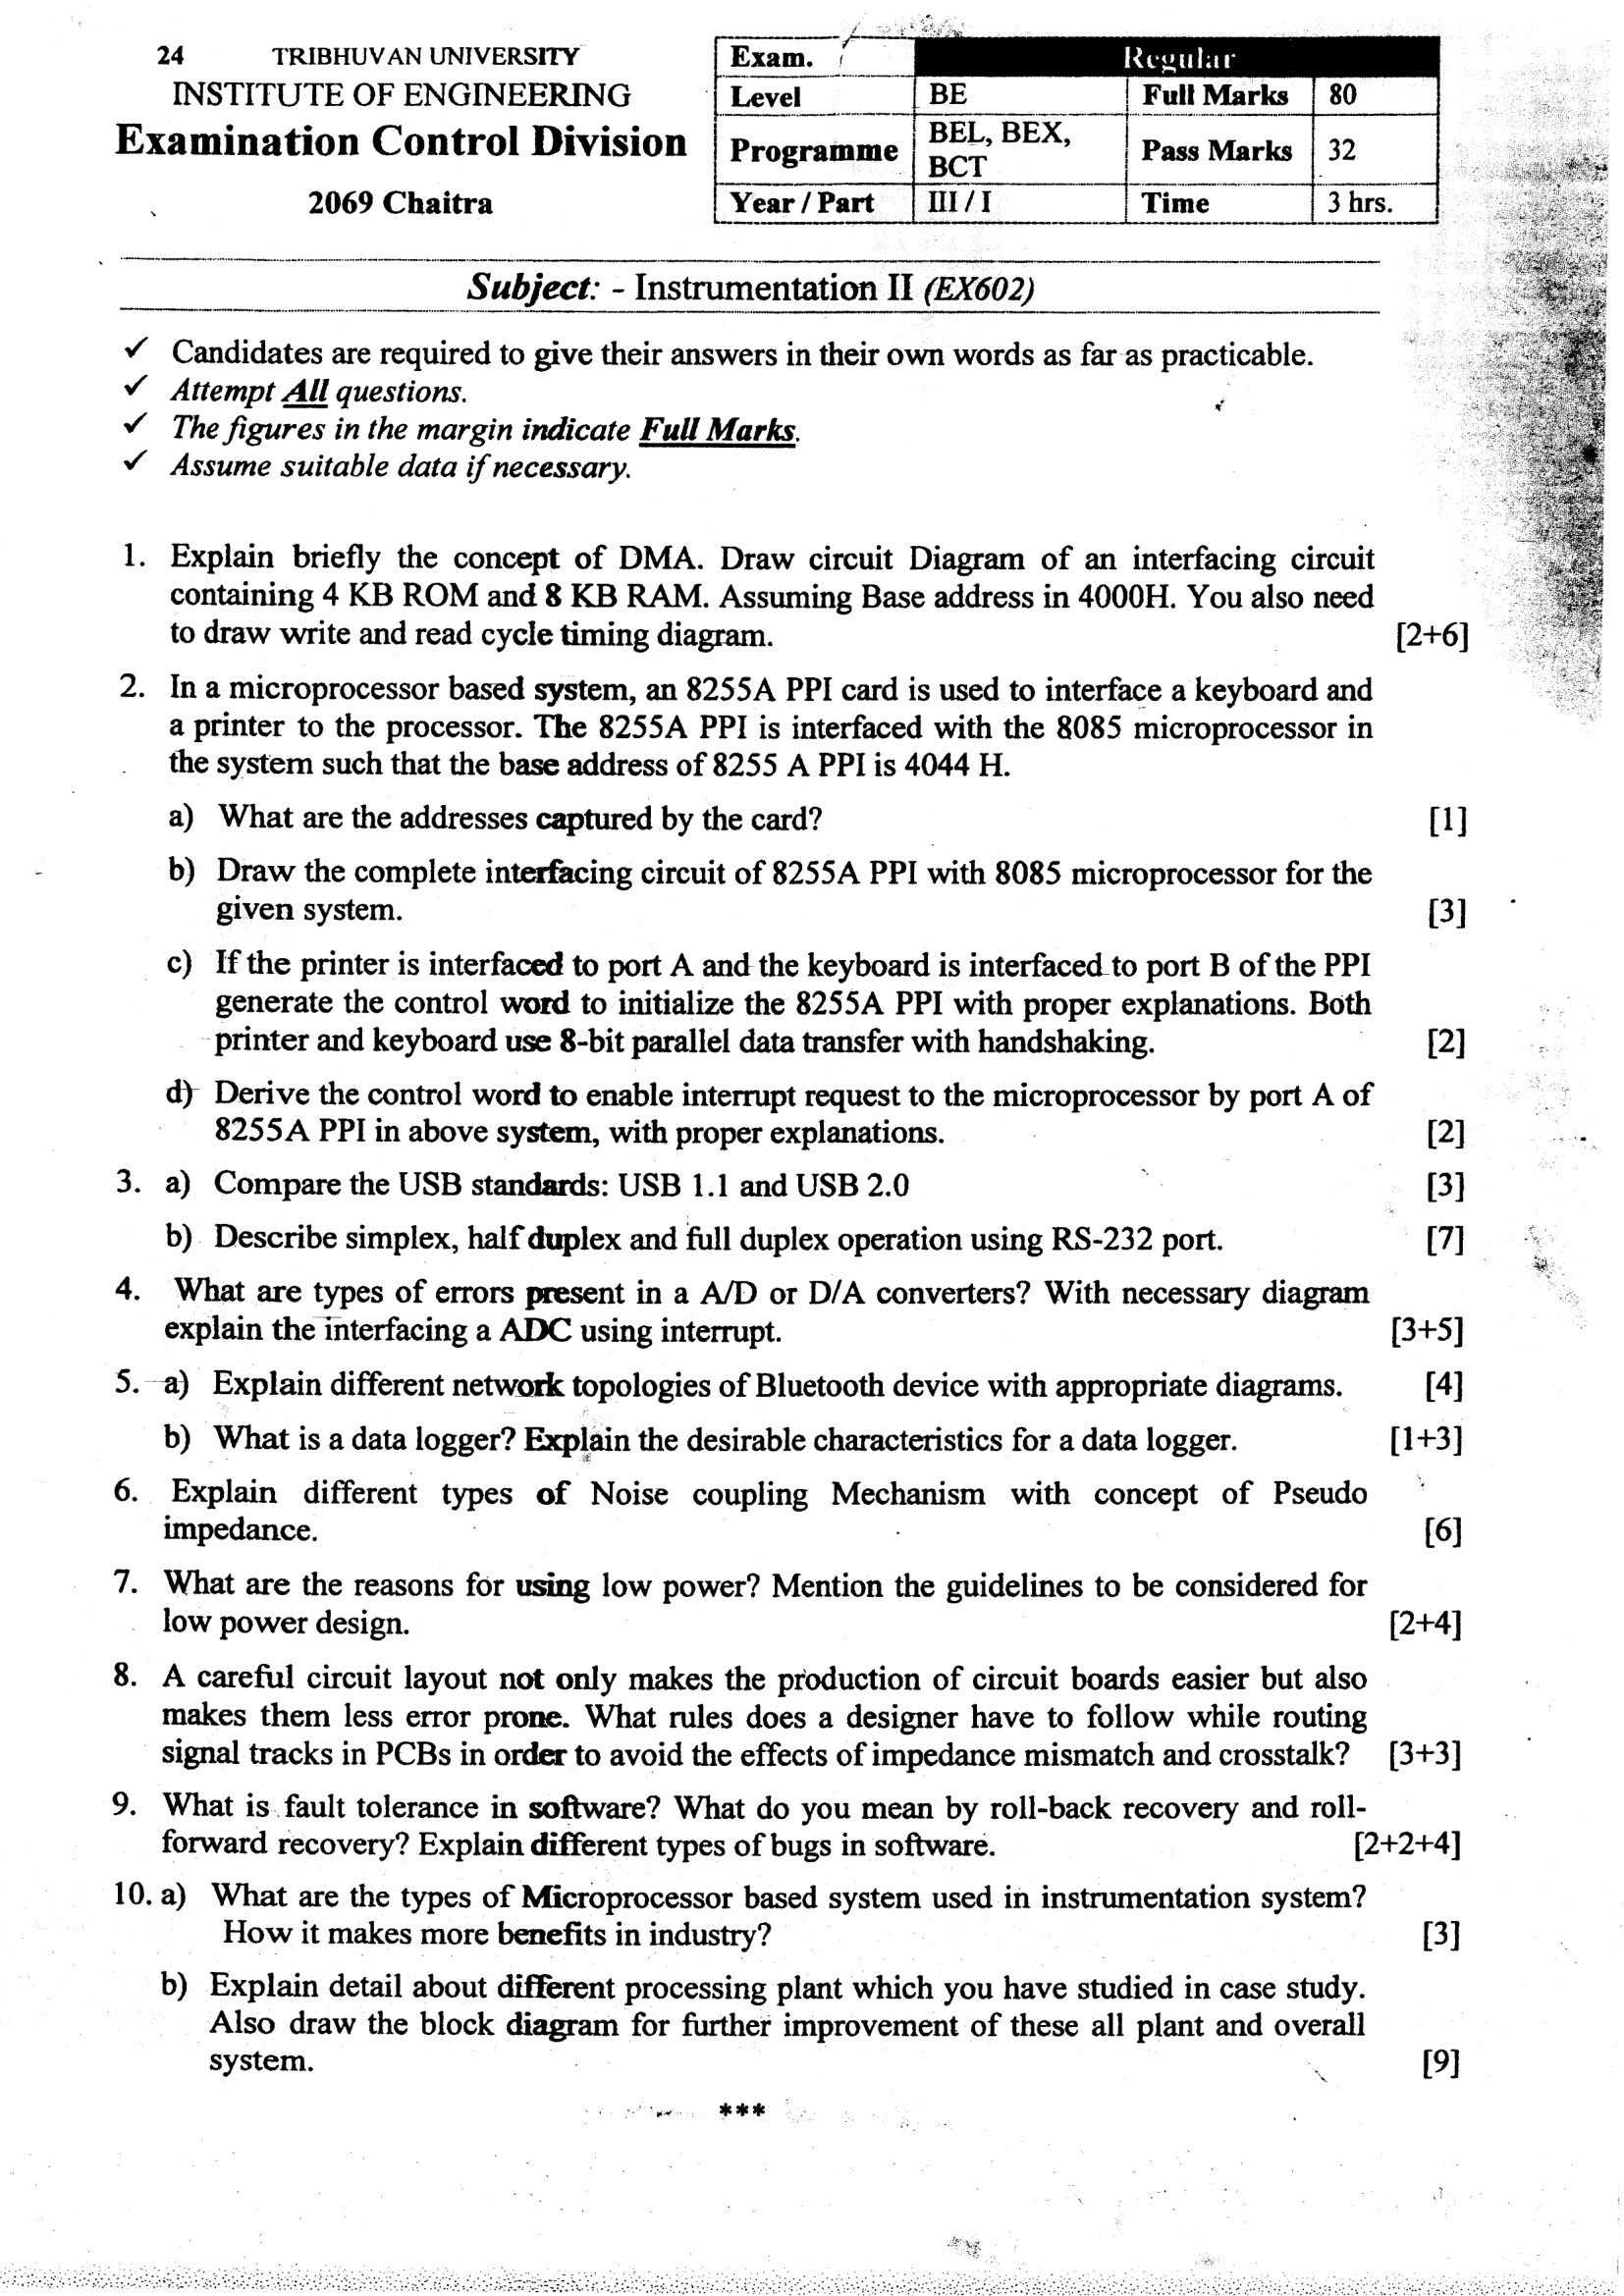 24 TRIBHUVAN UNIVERSITY
INSTITUTE OF ENGINEERING
Examination Control Division
2069 Chaitra
Exam. Regular
Level BE Full Marks 80
Programme BEL, BEX, BCT Pass Marks 32
Year / Part III / I Time 3 hrs.
Subject: - Instrumentation II (EX602)
✓ Candidates are required to give their answers in their own words as far as practicable.
✓ Attempt All questions.
✓ The figures in the margin indicate Full Marks.
✓ Assume suitable data if necessary.
1. Explain briefly the concept of DMA. Draw circuit Diagram of an interfacing circuit
containing 4 KB ROM and 8 KB RAM. Assuming Base address in 4000H. You also need
to draw write and read cycle timing diagram. [2+6]
2. In a microprocessor based system, an 8255A PPI card is used to interface a keyboard and
a printer to the processor. The 8255A PPI is interfaced with the 8085 microprocessor in
the system such that the base address of 8255 A PPI is 4044 H.
a) What are the addresses captured by the card? [1]
b) Draw the complete interfacing circuit of 8255A PPI with 8085 microprocessor for the
given system. [3]
c) If the printer is interfaced to port A and the keyboard is interfaced to port B of the PPI
generate the control word to initialize the 8255A PPI with proper explanations. Both
printer and keyboard use 8-bit parallel data transfer with handshaking. [2]
d) Derive the control word to enable interrupt request to the microprocessor by port A of
8255A PPI in above system, with proper explanations. [2]
3. a) Compare the USB standards: USB 1.1 and USB 2.0 [3]
b) Describe simplex, half duplex and full duplex operation using RS-232 port. [7]
4. What are types of errors present in a A/D or D/A converters? With necessary diagram
explain the interfacing a ADC using interrupt. [3+5]
5. a) Explain different network topologies of Bluetooth device with appropriate diagrams. [4]
b) What is a data logger? Explain the desirable characteristics for a data logger. [1+3]
6. Explain different types of Noise coupling Mechanism with concept of Pseudo
impedance. [6]
7. What are the reasons for using low power? Mention the guidelines to be considered for
low power design. [2+4]
8. A careful circuit layout not only makes the production of circuit boards easier but also
makes them less error prone. What rules does a designer have to follow while routing
signal tracks in PCBs in order to avoid the effects of impedance mismatch and crosstalk? [3+3]
9. What is fault tolerance in software? What do you mean by roll-back recovery and roll-
forward recovery? Explain different types of bugs in software. [2+2+4]
10. a) What are the types of Microprocessor based system used in instrumentation system?
How it makes more benefits in industry? [3]
b) Explain detail about different processing plant which you have studied in case study.
Also draw the block diagram for further improvement of these all plant and overall
system. [9]
***